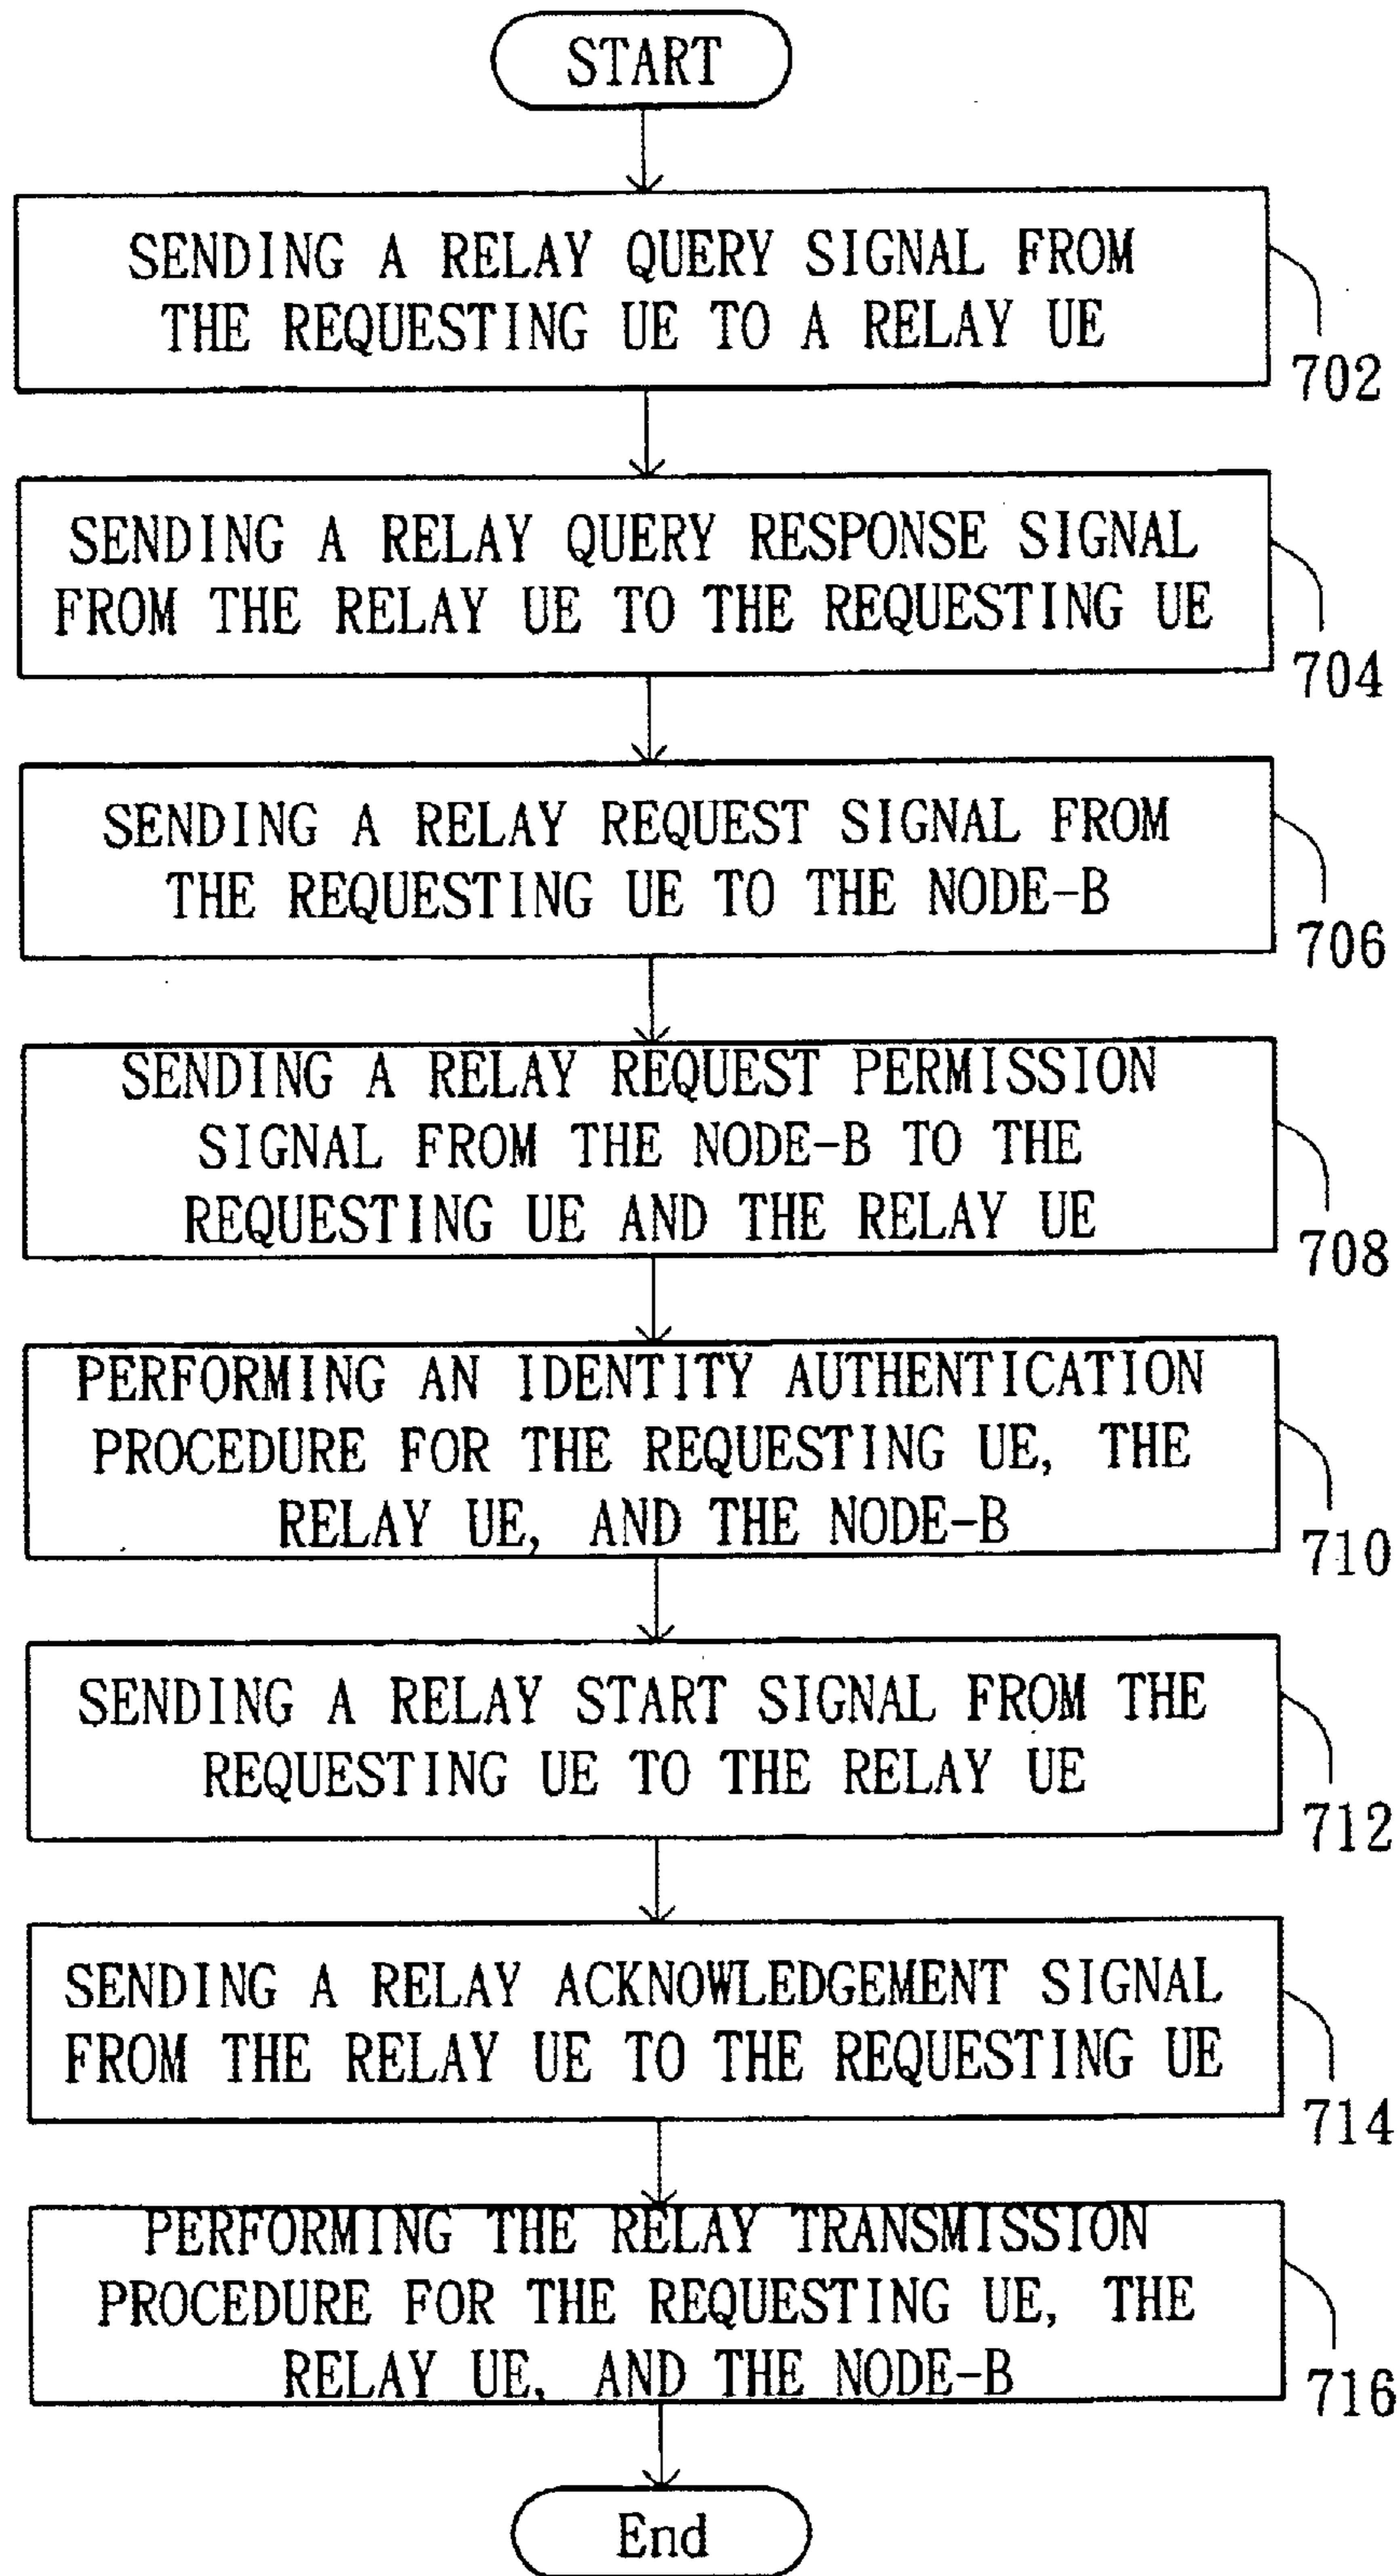 START
SENDING A RELAY QUERY SIGNAL FROM
THE REQUESTING UE TO A RELAY UE
702
SENDING A RELAY QUERY RESPONSE SIGNAL
FROM THE RELAY UE TO THE REQUESTING UE
704
SENDING A RELAY REQUEST SIGNAL FROM
THE REQUESTING UE TO THE NODE-B
706
SENDING A RELAY REQUEST PERMISSION
SIGNAL FROM THE NODE-B TO THE
REQUESTING UE AND THE RELAY UE
708
PERFORMING AN IDENTITY AUTHENTICATION
PROCEDURE FOR THE REQUESTING UE, THE
RELAY UE, AND THE NODE-B
710
SENDING A RELAY START SIGNAL FROM THE
REQUESTING UE TO THE RELAY UE
712
SENDING A RELAY ACKNOWLEDGEMENT SIGNAL
FROM THE RELAY UE TO THE REQUESTING UE
714
PERFORMING THE RELAY TRANSMISSION
PROCEDURE FOR THE REQUESTING UE, THE
RELAY UE, AND THE NODE-B
716
End